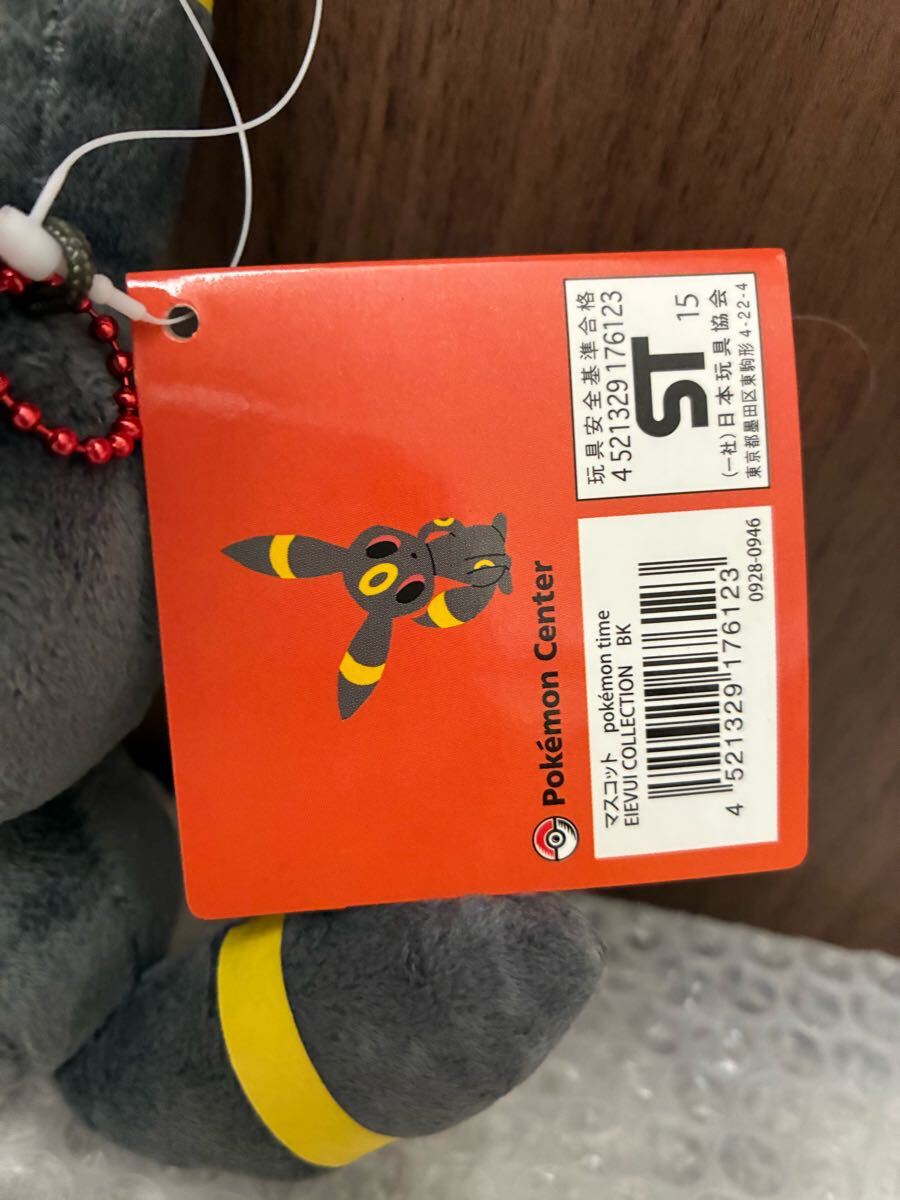 玩具安全基準合格
4 521329 176123
ST 15
(一社)日本玩具協会
東京都墨田区東駒形 4-22-4
Pokémon Center
マスコット pokémon time
EIEVUI COLLECTION BK
4 521329 176123
0928-0946